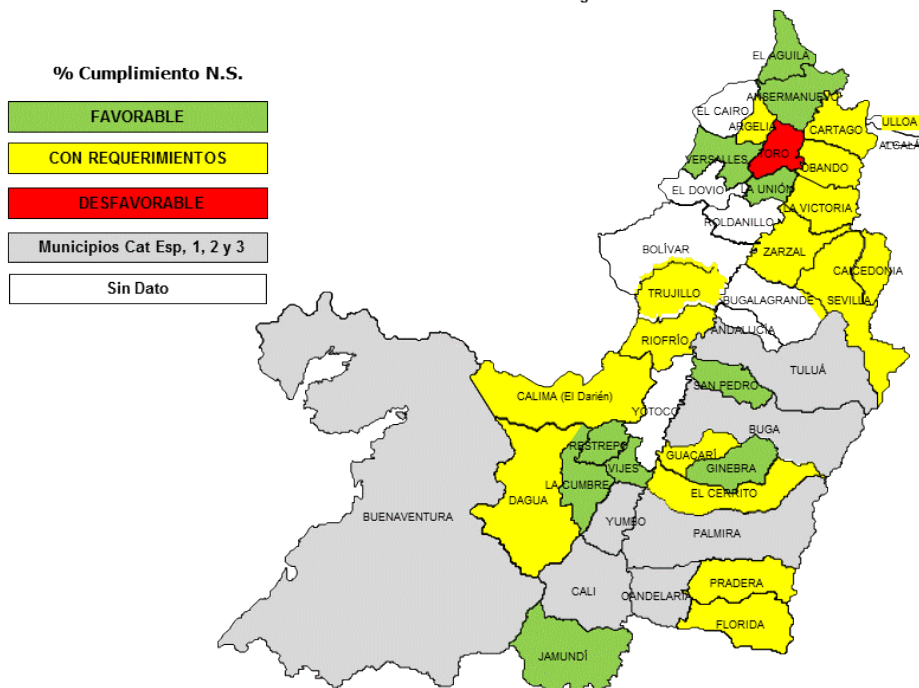 % Cumplimiento N.S.
FAVORABLE
CON REQUERIMIENTOS
DESFAVORABLE
Municipios Cat Esp, 1, 2 y 3
Sin Dato
EL AGUILA
ANSERMANUEVO
EL CAIRO
ARGELIA
CARTAGO
ULLOA
ALCALÁ
VERSALLES
TORO
OBANDO
EL DOVIO
LA UNIÓN
LA VICTORIA
ROLDANILLO
BOLÍVAR
ZARZAL
CAICEDONIA
TRUJILLO
BUGALAGRANDE
SEVILLA
ANDALUCÍA
RIOFRÍO
TULUÁ
SAN PEDRO
CALIMA (El Darién)
YOTOCO
BUGA
RESTREPO
GUACARÍ
VIJES
GINEBRA
LA CUMBRE
DAGUA
EL CERRITO
BUENAVENTURA
YUMBO
PALMIRA
PRADERA
CALI
CANDELARIA
FLORIDA
JAMUNDÍ